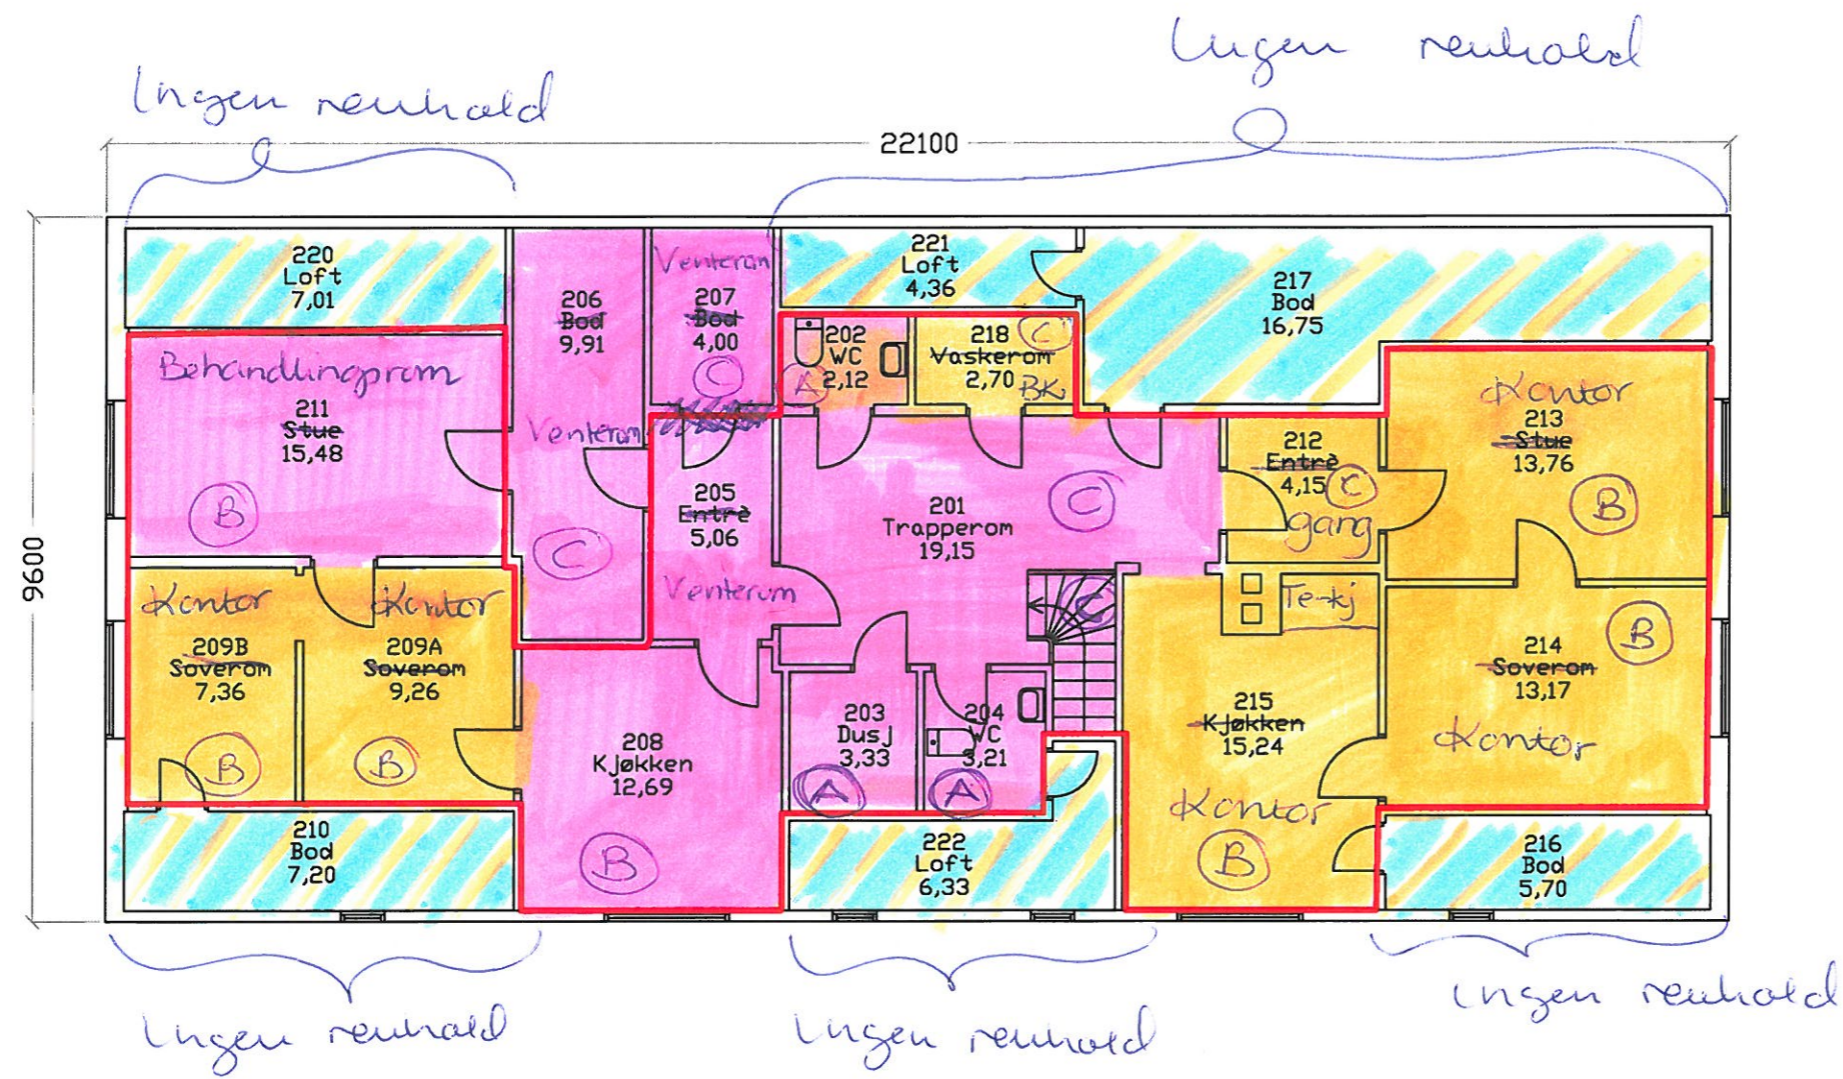 Ingen renhold
Ingen renhold
22100
9600
220
Loft
7,01
206
Bod
9,91
Venterom
Venterom
207
Bod
4,00
C
221
Loft
4,36
217
Bod
16,75
202
WC
2,12
A
218
Vaskerom
2,70
C
BK
Behandlingsrom
211
Stue
15,48
B
C
205
Entrè
5,06
Venterom
201
Trapperom
19,15
C
C
212
Entrè
4,15
C
gang
Kontor
213
Stue
13,76
B
Kontor
209B
Soverom
7,36
B
Kontor
209A
Soverom
9,26
B
208
Kjøkken
12,69
B
203
Dusj
3,33
A
204
WC
3,21
A
Te-kj
215
Kjøkken
15,24
Kontor
B
B
214
Soverom
13,17
Kontor
210
Bod
7,20
222
Loft
6,33
216
Bod
5,70
Ingen renhold
Ingen renhold
Ingen renhold